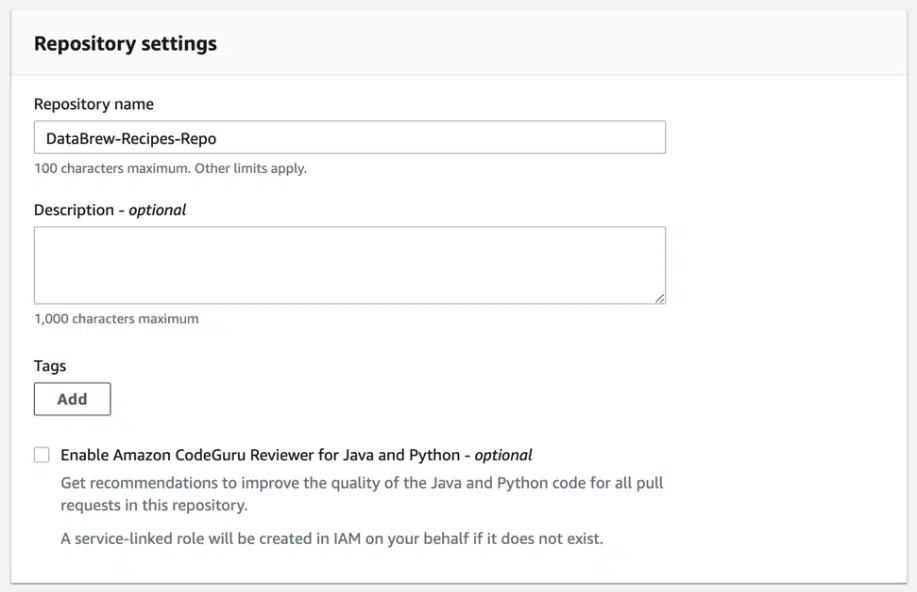 Repository settings
Repository name
DataBrew-Recipes-Repo
100 characters maximum. Other limits apply.
Description - optional
1,000 characters maximum
Tags
Add
Enable Amazon CodeGuru Reviewer for Java and Python - optional
Get recommendations to improve the quality of the Java and Python code for all pull
requests in this repository.
A service-linked role will be created in IAM on your behalf if it does not exist.